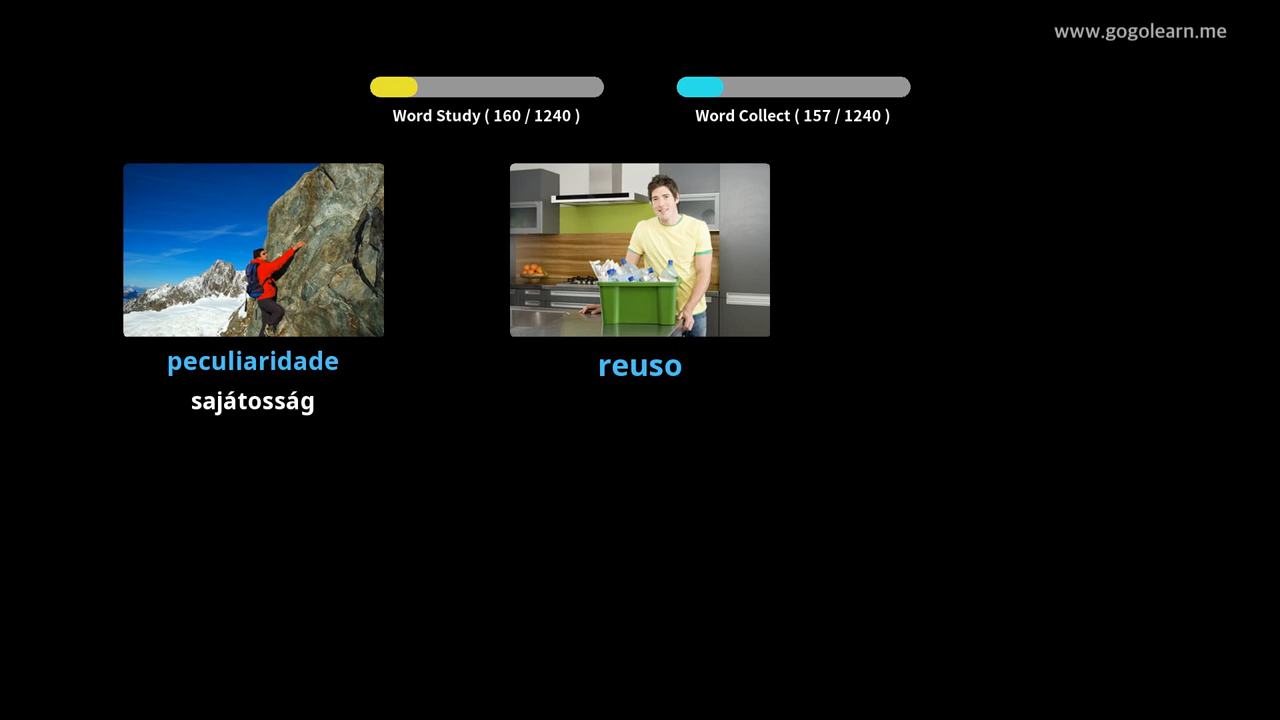 www.gogolearn.me
Word Study ( 160 / 1240 )
Word Collect ( 157 / 1240 )
peculiaridade
sajátosság
reuso